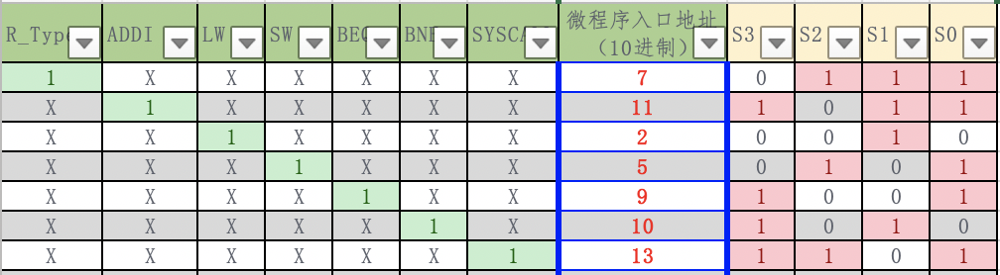 R_Typ ADDI LW SW BEQ BNE SYSCA 微程序入口地址 S3 S2 S1 S0
（10进制）
1 X X X X X X 7 0 1 1 1
X 1 X X X X X 11 1 0 1 1
X X 1 X X X X 2 0 0 1 0
X X X 1 X X X 5 0 1 0 1
X X X X 1 X X 9 1 0 0 1
X X X X X 1 X 10 1 0 1 0
X X X X X X 1 13 1 1 0 1